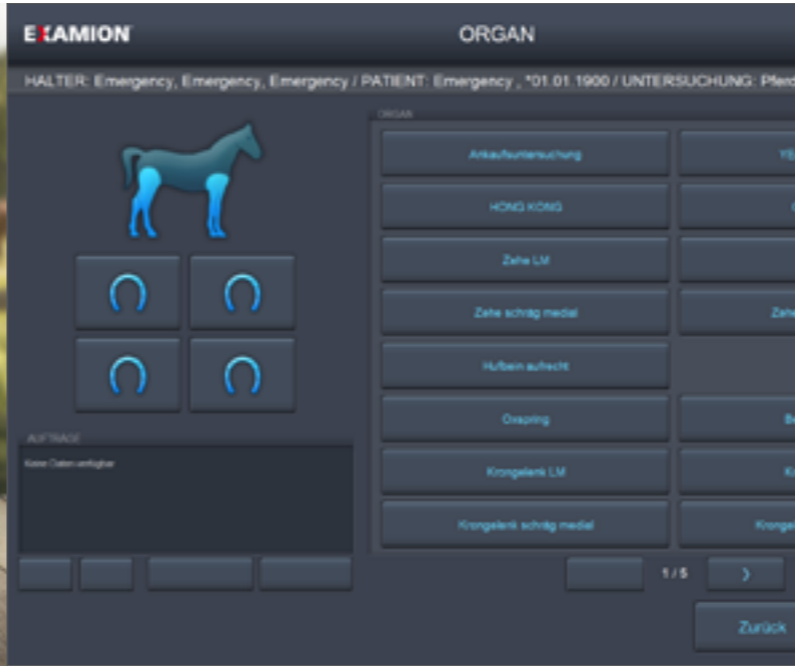 EXAMION
ORGAN
HALTER: Emergency, Emergency, Emergency / PATIENT: Emergency , *01.01.1900 / UNTERSUCHUNG: Pferd
ORGAN
Ankaufsuntersuchung
HONG KONG
Zehe LM
Zehe schräg medial
Zehe
Hufbein aufrecht
Oxspring
Krongelenk LM
Krongelenk schräg medial
AUFTRÄGE
Keine Daten verfügbar
1 / 5
Zurück